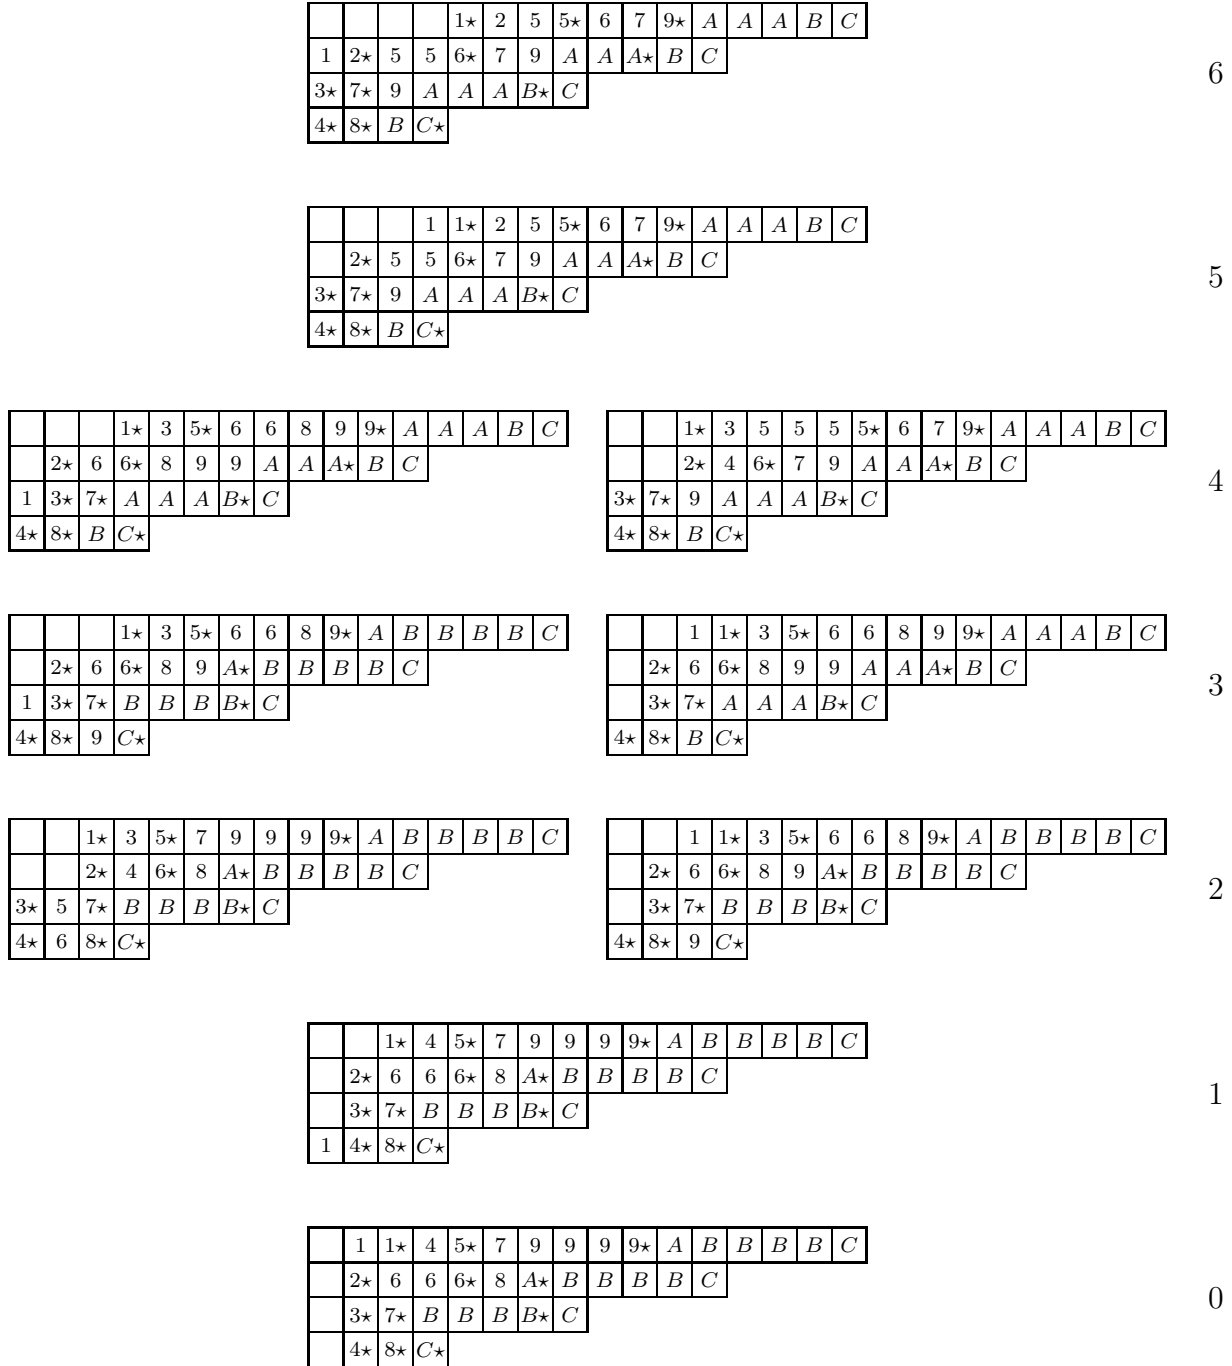 1⋆ 2 5 5⋆ 6 7 9⋆ A A A B C
1 2⋆ 5 5 6⋆ 7 9 A A A⋆ B C
6
3⋆ 7⋆ 9 A A A B⋆ C
4⋆ 8⋆ B C⋆
1 1⋆ 2 5 5⋆ 6 7 9⋆ A A A B C
2⋆ 5 5 6⋆ 7 9 A A A⋆ B C
5
3⋆ 7⋆ 9 A A A B⋆ C
4⋆ 8⋆ B C⋆
1⋆ 3 5⋆ 6 6 8 9 9⋆ A A A B C
2⋆ 6 6⋆ 8 9 9 A A A⋆ B C
1 3⋆ 7⋆ A A A B⋆ C
4⋆ 8⋆ B C⋆
1⋆ 3 5 5 5 5⋆ 6 7 9⋆ A A A B C
2⋆ 4 6⋆ 7 9 A A A⋆ B C
3⋆ 7⋆ 9 A A A B⋆ C
4⋆ 8⋆ B C⋆
4
1⋆ 3 5⋆ 6 6 8 9⋆ A B B B B C
2⋆ 6 6⋆ 8 9 A⋆ B B B B C
1 3⋆ 7⋆ B B B B⋆ C
4⋆ 8⋆ 9 C⋆
1 1⋆ 3 5⋆ 6 6 8 9 9⋆ A A A B C
2⋆ 6 6⋆ 8 9 9 A A A⋆ B C
3⋆ 7⋆ A A A B⋆ C
4⋆ 8⋆ B C⋆
3
1⋆ 3 5⋆ 7 9 9 9 9⋆ A B B B B C
2⋆ 4 6⋆ 8 A⋆ B B B B C
3⋆ 5 7⋆ B B B B⋆ C
4⋆ 6 8⋆ C⋆
1 1⋆ 3 5⋆ 6 6 8 9⋆ A B B B B C
2⋆ 6 6⋆ 8 9 A⋆ B B B B C
3⋆ 7⋆ B B B B⋆ C
4⋆ 8⋆ 9 C⋆
2
1⋆ 4 5⋆ 7 9 9 9 9⋆ A B B B B C
2⋆ 6 6 6⋆ 8 A⋆ B B B B C
1
3⋆ 7⋆ B B B B⋆ C
1 4⋆ 8⋆ C⋆
1 1⋆ 4 5⋆ 7 9 9 9 9⋆ A B B B B C
2⋆ 6 6 6⋆ 8 A⋆ B B B B C
0
3⋆ 7⋆ B B B B⋆ C
4⋆ 8⋆ C⋆